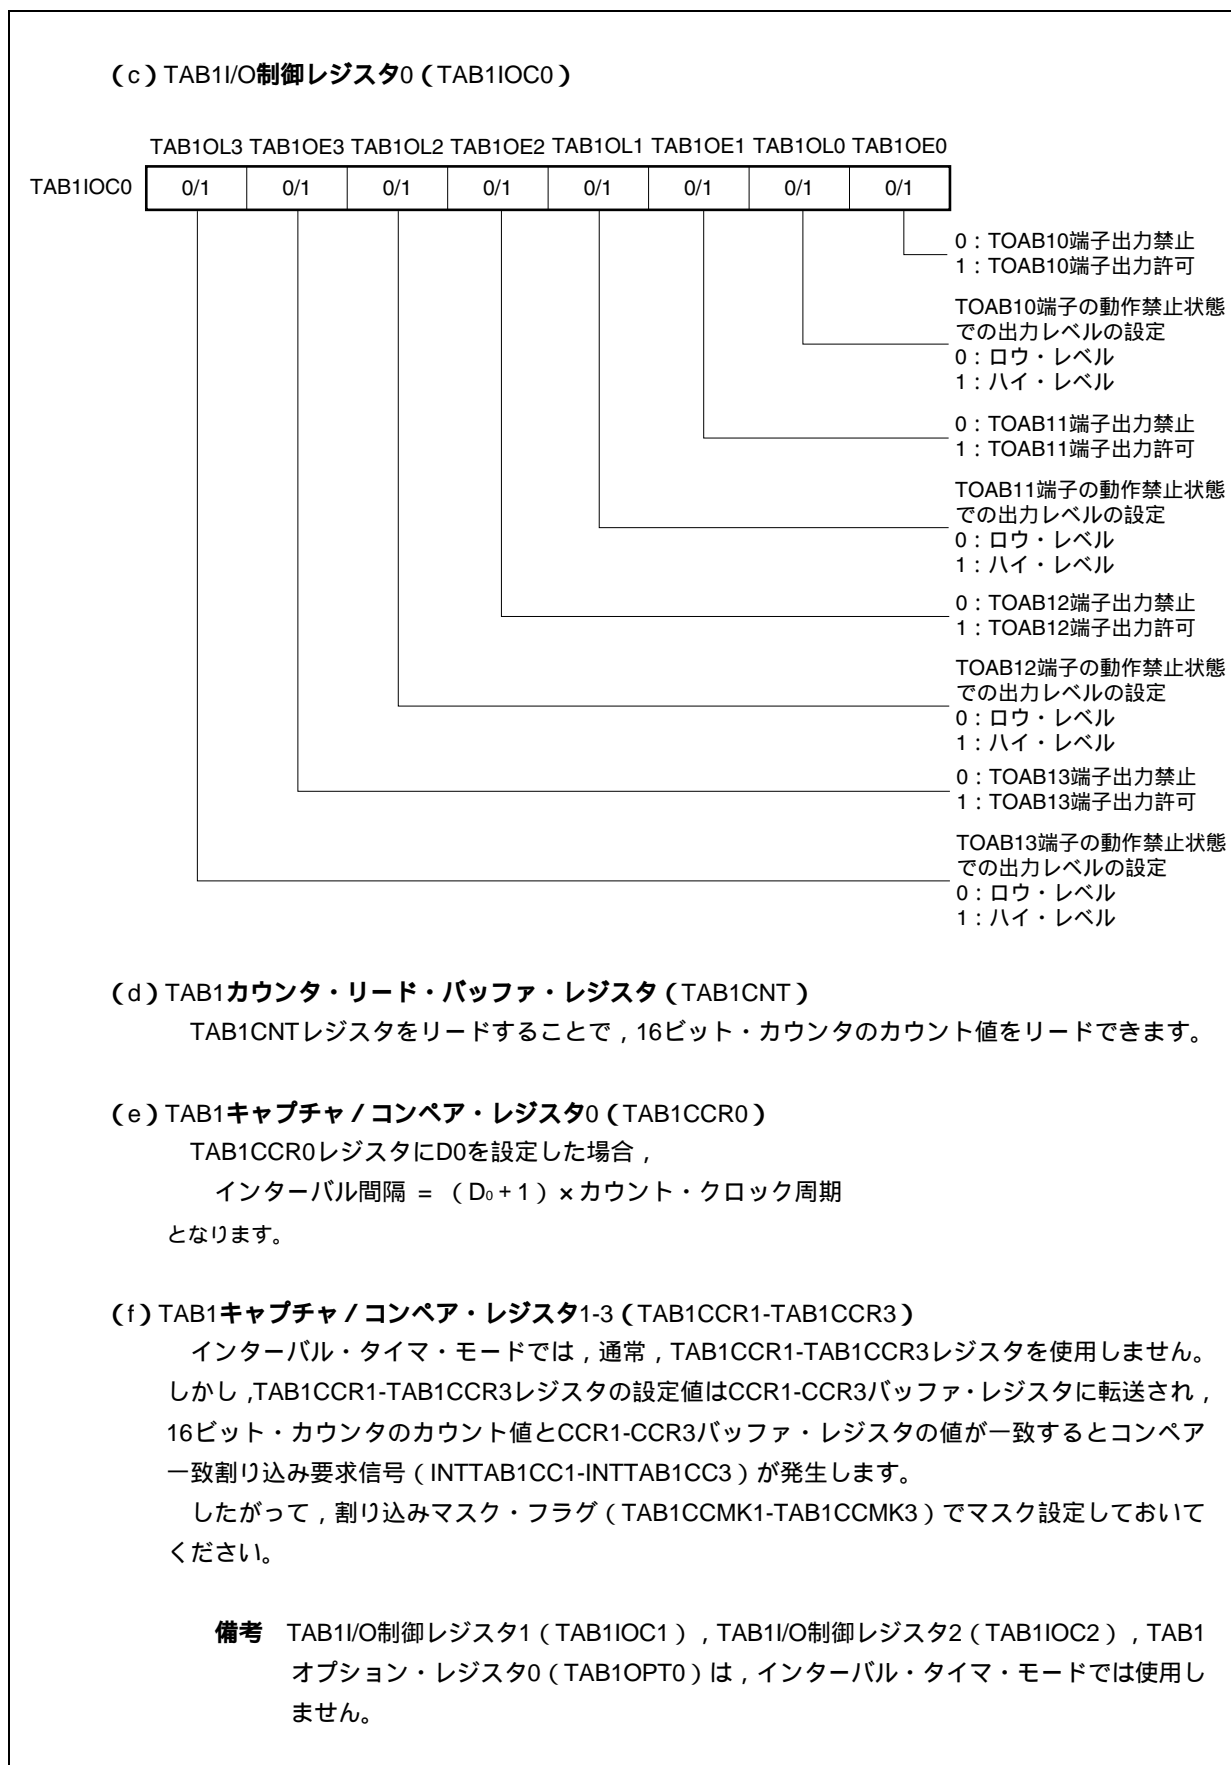 （c）TAB1I/O制御レジスタ0（TAB1IOC0）
TAB1OL3 TAB1OE3 TAB1OL2 TAB1OE2 TAB1OL1 TAB1OE1 TAB1OL0 TAB1OE0
TAB1IOC0 0/1 0/1 0/1 0/1 0/1 0/1 0/1 0/1
0：TOAB10端子出力禁止
1：TOAB10端子出力許可
TOAB10端子の動作禁止状態
での出力レベルの設定
0：ロウ・レベル
1：ハイ・レベル
0：TOAB11端子出力禁止
1：TOAB11端子出力許可
TOAB11端子の動作禁止状態
での出力レベルの設定
0：ロウ・レベル
1：ハイ・レベル
0：TOAB12端子出力禁止
1：TOAB12端子出力許可
TOAB12端子の動作禁止状態
での出力レベルの設定
0：ロウ・レベル
1：ハイ・レベル
0：TOAB13端子出力禁止
1：TOAB13端子出力許可
TOAB13端子の動作禁止状態
での出力レベルの設定
0：ロウ・レベル
1：ハイ・レベル
（d）TAB1カウンタ・リード・バッファ・レジスタ（TAB1CNT）
TAB1CNTレジスタをリードすることで，16ビット・カウンタのカウント値をリードできます。
（e）TAB1キャプチャ／コンペア・レジスタ0（TAB1CCR0）
TAB1CCR0レジスタにD0を設定した場合，
インターバル間隔 = （D₀＋1）×カウント・クロック周期
となります。
（f）TAB1キャプチャ／コンペア・レジスタ1-3（TAB1CCR1-TAB1CCR3）
インターバル・タイマ・モードでは，通常，TAB1CCR1-TAB1CCR3レジスタを使用しません。
しかし，TAB1CCR1-TAB1CCR3レジスタの設定値はCCR1-CCR3バッファ・レジスタに転送され，
16ビット・カウンタのカウント値とCCR1-CCR3バッファ・レジスタの値が一致するとコンペア
一致割り込み要求信号（INTTAB1CC1-INTTAB1CC3）が発生します。
したがって，割り込みマスク・フラグ（TAB1CCMK1-TAB1CCMK3）でマスク設定しておいて
ください。
備考 TAB1I/O制御レジスタ1（TAB1IOC1），TAB1I/O制御レジスタ2（TAB1IOC2），TAB1
オプション・レジスタ0（TAB1OPT0）は，インターバル・タイマ・モードでは使用し
ません。